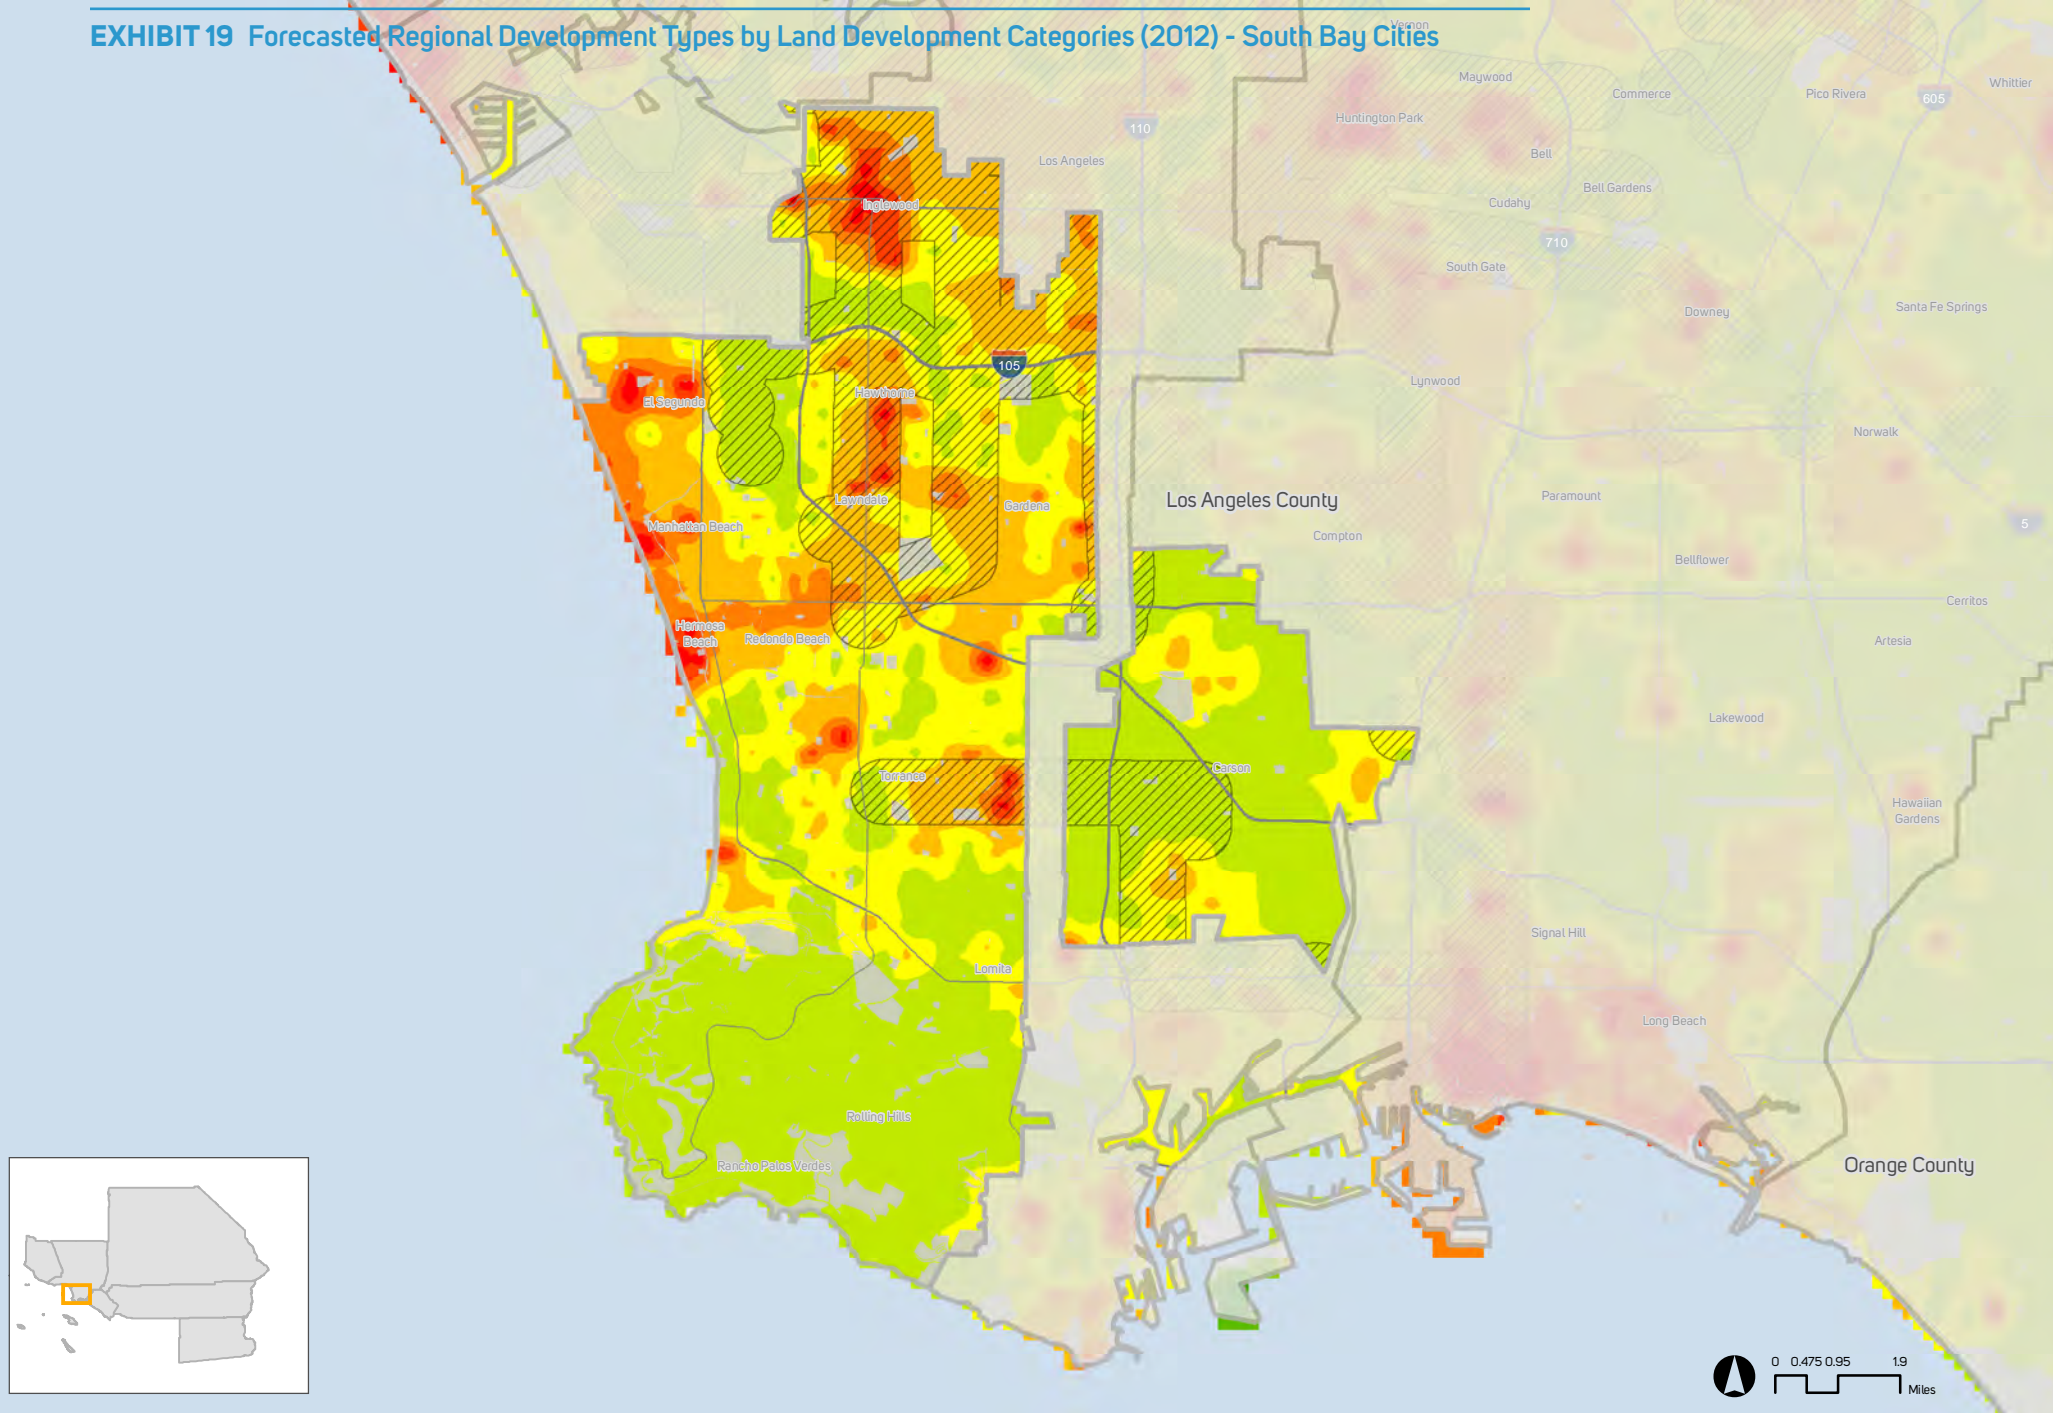 EXHIBIT 19 Forecasted Regional Development Types by Land Development Categories (2012) - South Bay Cities
Vernon
Maywood
Commerce
Pico Rivera
605
Whittier
Huntington Park
110
Los Angeles
Bell
Bell Gardens
Cudahy
Inglewood
710
South Gate
Santa Fe Springs
Downey
105
Lynwood
Hawthorne
El Segundo
Norwalk
Lawndale
Gardena
Los Angeles County
Paramount
5
Manhattan Beach
Compton
Bellflower
Cerritos
Hermosa
Beach
Redondo Beach
Artesia
Lakewood
Torrance
Carson
Hawaiian
Gardens
Signal Hill
Lomita
Long Beach
Rolling Hills
Rancho Palos Verdes
Orange County
0 0.475 0.95 1.9
Miles